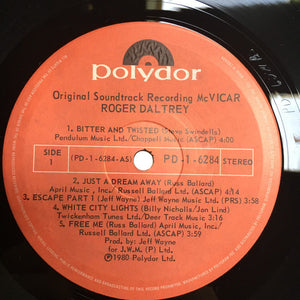 polydor
Original Soundtrack Recording McVICAR
ROGER DALTREY
1. BITTER AND TWISTED (Steve Swindells)
Pendulum Music Ltd./Chappell Music (ASCAP) 4:00
SIDE
1
(PD-1-6284-AS)
PD-1-6284
STEREO
2. JUST A DREAM AWAY (Russ Ballard)
April Music , Inc./ Russell Ballard Ltd. (ASCAP) 4:14
3. ESCAPE PART 1 (Jeff Wayne) Jeff Wayne Music (PRS) 3:58
4. WHITE CITY LIGHTS (Billy Nicholls/Jon Lind)
Twickenham Tunes Ltd./ Deer Track Music 3:16
5. FREE ME (Russ Ballard) April Music, Inc./
Russell Ballard Ltd. (ASCAP) 3:59
Prod. by: Jeff Wayne
for J.W.M. (P) Ltd.
℗1980 Polydor Ltd.